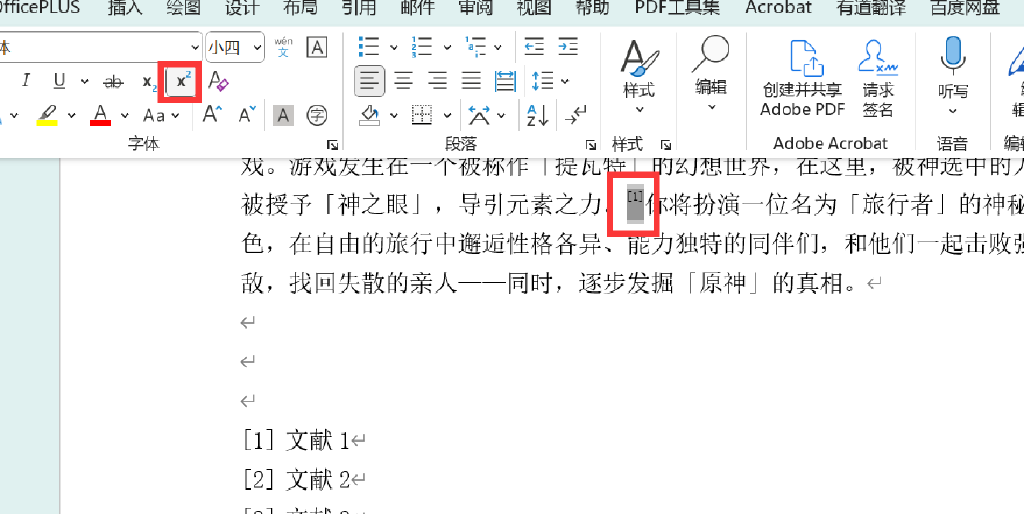 OfficePLUS 插入 绘图 设计 布局 引用 邮件 审阅 视图 帮助 PDF工具集 Acrobat 有道翻译 百度网盘
体 小四 wén 文 A
I U ab x₂ x² A 样式 编辑 创建并共享 Adobe PDF 请求签名 听写
A Aa A A A 字 A Z
字体 段落 样式 Adobe Acrobat 语音
戏。游戏发生在一个被称作「提瓦特」的幻想世界，在这里，被神选中的人
被授予「神之眼」，导引元素之力。[1]你将扮演一位名为「旅行者」的神秘
色，在自由的旅行中邂逅性格各异、能力独特的同伴们，和他们一起击败强
敌，找回失散的亲人——同时，逐步发掘「原神」的真相。
[1] 文献 1
[2] 文献 2